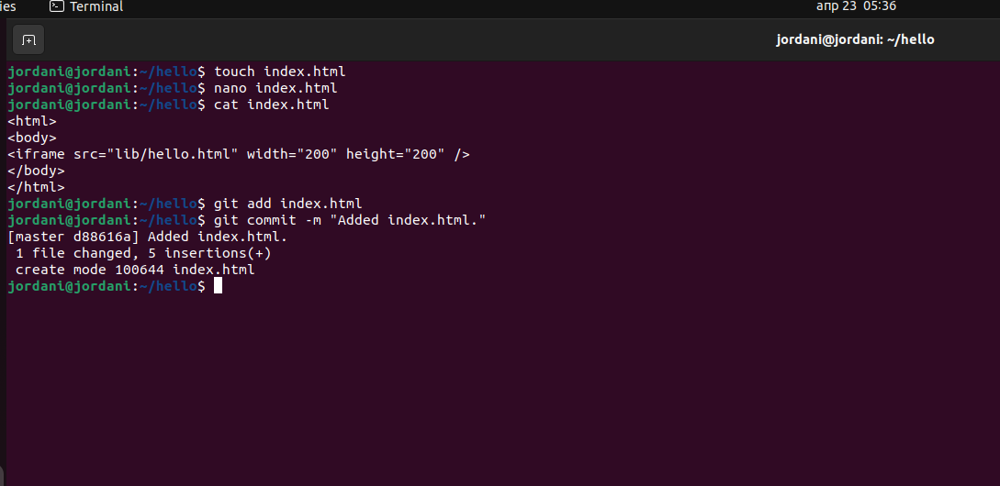 ies
Terminal
апр 23 05:36
jordani@jordani: ~/hello
jordani@jordani:~/hello$ touch index.html
jordani@jordani:~/hello$ nano index.html
jordani@jordani:~/hello$ cat index.html
<html>
<body>
<iframe src="lib/hello.html" width="200" height="200" />
</body>
</html>
jordani@jordani:~/hello$ git add index.html
jordani@jordani:~/hello$ git commit -m "Added index.html."
[master d88616a] Added index.html.
 1 file changed, 5 insertions(+)
 create mode 100644 index.html
jordani@jordani:~/hello$